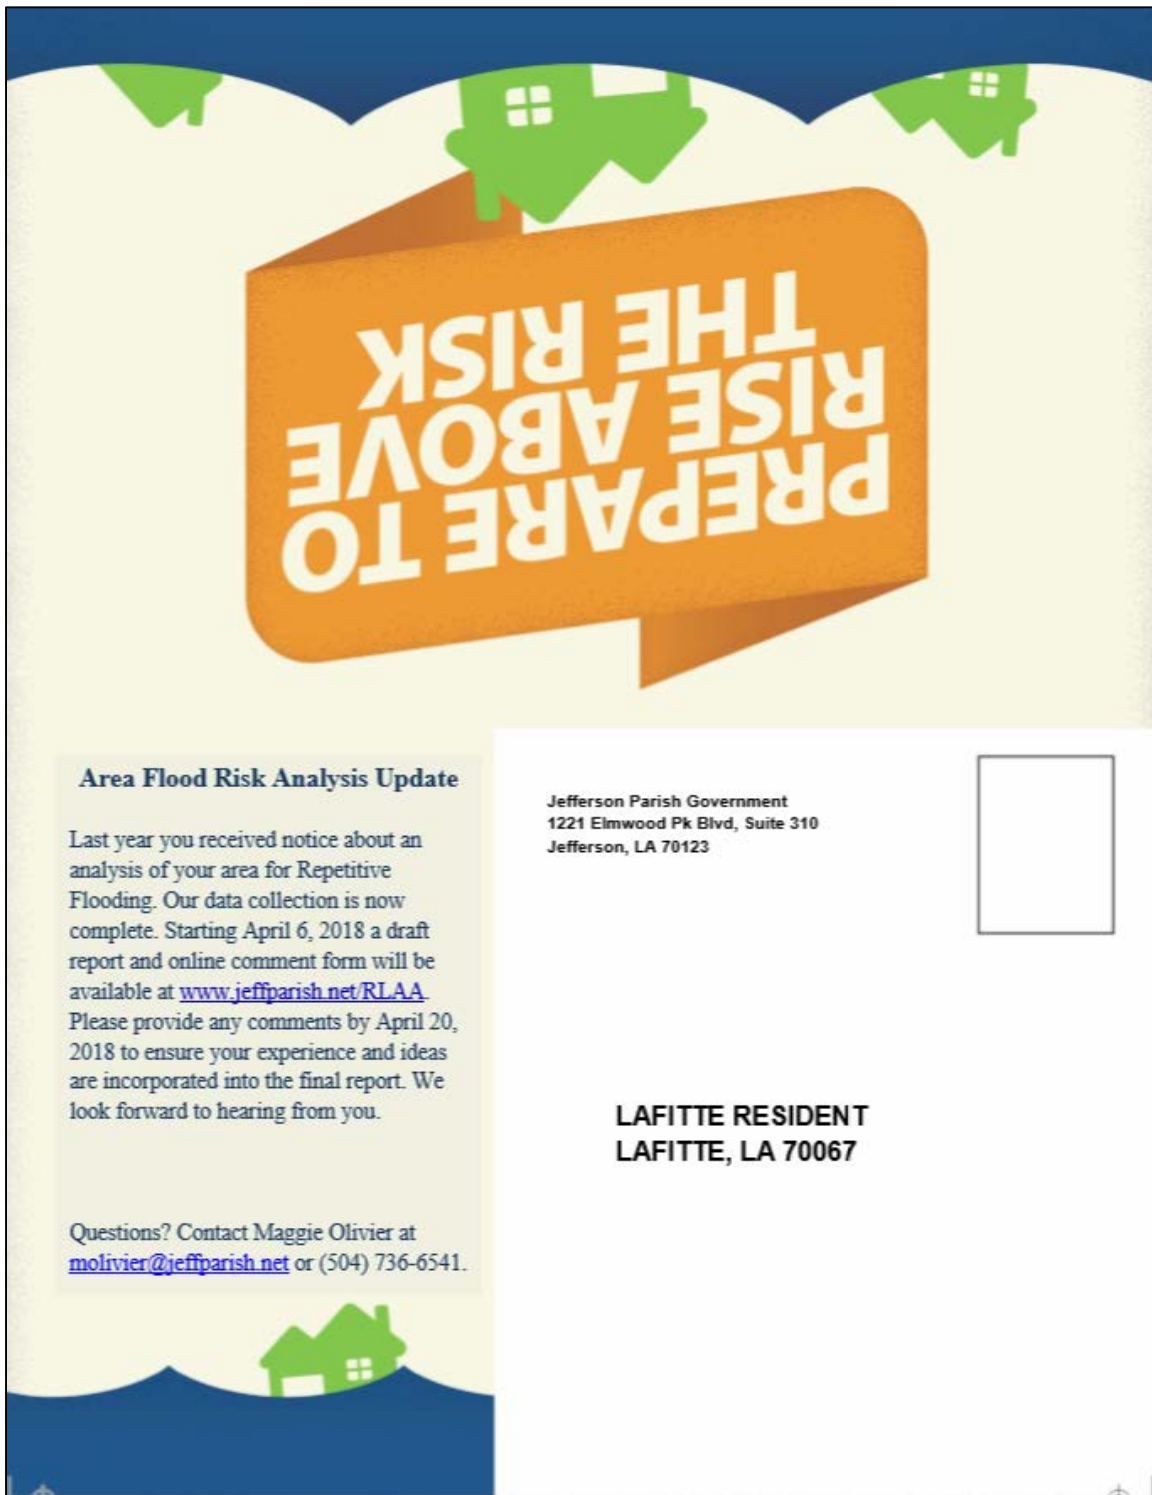 PREPARE TO
RISE ABOVE
THE RISK
Area Flood Risk Analysis Update
Last year you received notice about an
analysis of your area for Repetitive
Flooding. Our data collection is now
complete. Starting April 6, 2018 a draft
report and online comment form will be
available at www.jeffparish.net/RLAA.
Please provide any comments by April 20,
2018 to ensure your experience and ideas
are incorporated into the final report. We
look forward to hearing from you.
Questions? Contact Maggie Olivier at
molivier@jeffparish.net or (504) 736-6541.
Jefferson Parish Government
1221 Elmwood Pk Blvd, Suite 310
Jefferson, LA 70123
LAFITTE RESIDENT
LAFITTE, LA 70067